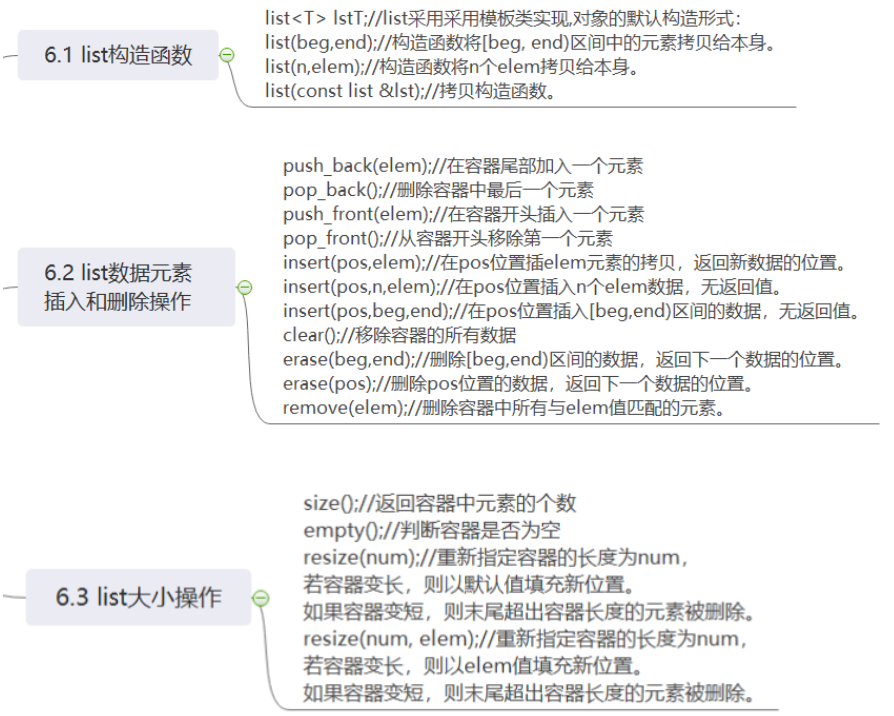 6.1 list构造函数
list<T> lstT;//list采用采用模板类实现,对象的默认构造形式：
list(beg,end);//构造函数将[beg, end)区间中的元素拷贝给本身。
list(n,elem);//构造函数将n个elem拷贝给本身。
list(const list &lst);//拷贝构造函数。
6.2 list数据元素
插入和删除操作
push_back(elem);//在容器尾部加入一个元素
pop_back();//删除容器中最后一个元素
push_front(elem);//在容器开头插入一个元素
pop_front();//从容器开头移除第一个元素
insert(pos,elem);//在pos位置插elem元素的拷贝，返回新数据的位置。
insert(pos,n,elem);//在pos位置插入n个elem数据，无返回值。
insert(pos,beg,end);//在pos位置插入[beg,end)区间的数据，无返回值。
clear();//移除容器的所有数据
erase(beg,end);//删除[beg,end)区间的数据，返回下一个数据的位置。
erase(pos);//删除pos位置的数据，返回下一个数据的位置。
remove(elem);//删除容器中所有与elem值匹配的元素。
6.3 list大小操作
size();//返回容器中元素的个数
empty();//判断容器是否为空
resize(num);//重新指定容器的长度为num，
若容器变长，则以默认值填充新位置。
如果容器变短，则末尾超出容器长度的元素被删除。
resize(num, elem);//重新指定容器的长度为num，
若容器变长，则以elem值填充新位置。
如果容器变短，则末尾超出容器长度的元素被删除。